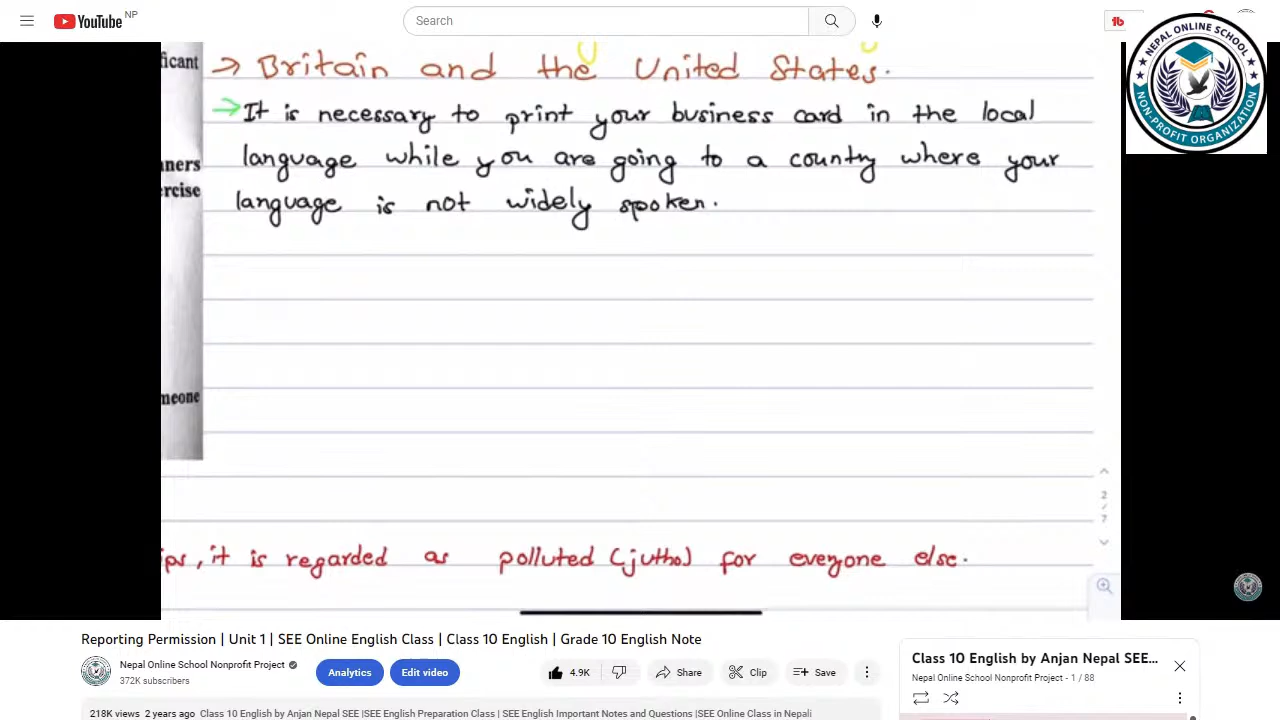 YouTube NP
Search
NEPAL ONLINE SCHOOL
NON-PROFIT ORGANIZATION
ficant
→ Britain and the United States.
→ It is necessary to print your business card in the local
language while you are going to a country where your
language is not widely spoken.
rcise
meone
2
/
7
ips, it is regarded as polluted (jutho) for everyone else.
Reporting Permission | Unit 1 | SEE Online English Class | Class 10 English | Grade 10 English Note
Nepal Online School Nonprofit Project
372K subscribers
Analytics
Edit video
4.9K
Share
Clip
Save
218K views 2 years ago Class 10 English by Anjan Nepal SEE |SEE English Preparation Class | SEE English Important Notes and Questions |SEE Online Class in Nepali
Class 10 English by Anjan Nepal SEE...
Nepal Online School Nonprofit Project - 1 / 88